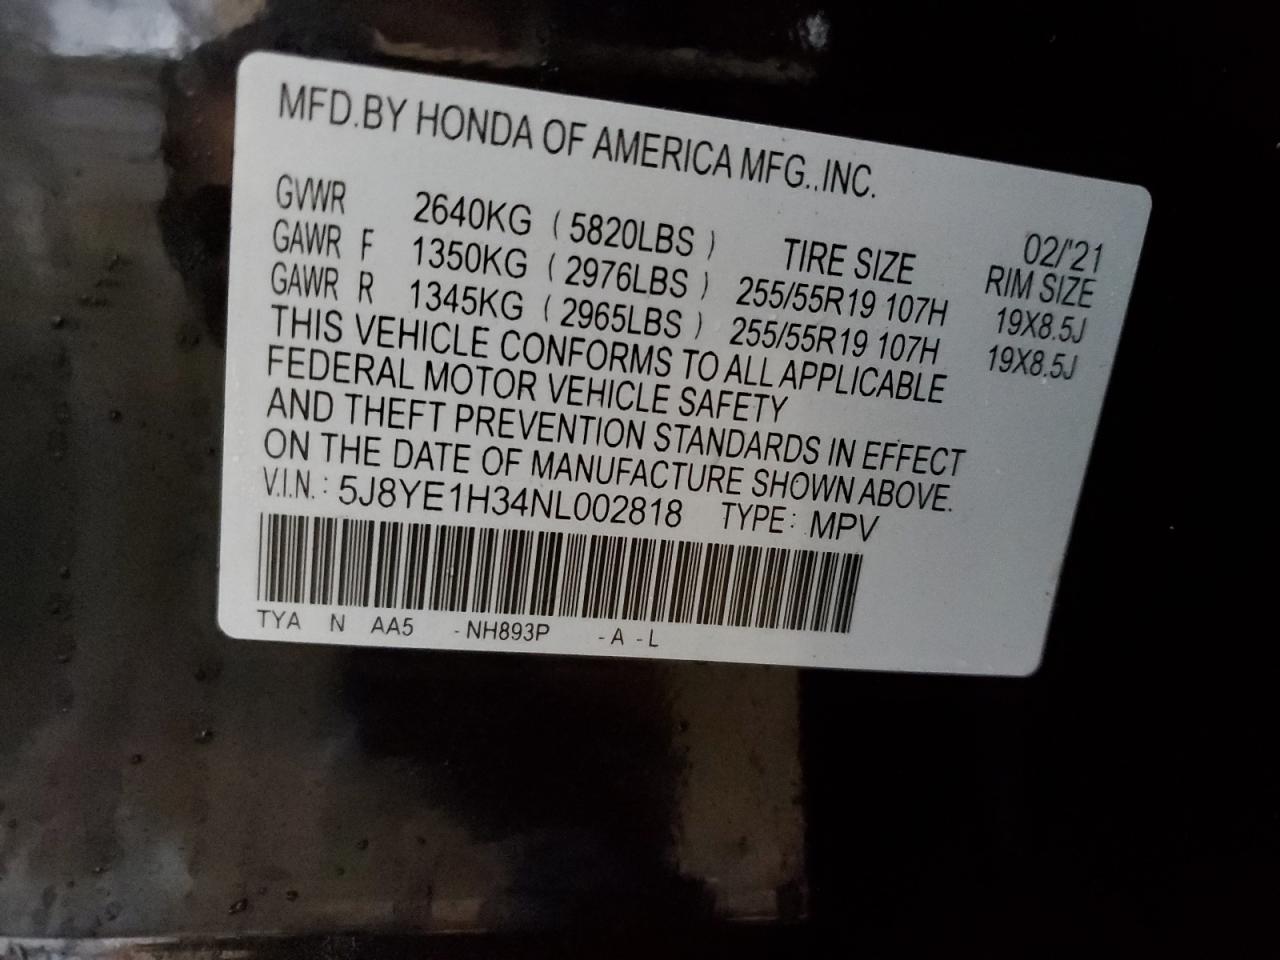 MFD.BY HONDA OF AMERICA MFG.,INC.
02/'21
GVWR 2640KG (5820LBS) TIRE SIZE RIM SIZE
GAWR F 1350KG (2976LBS) 255/55R19 107H 19X8.5J
GAWR R 1345KG (2965LBS) 255/55R19 107H 19X8.5J
THIS VEHICLE CONFORMS TO ALL APPLICABLE
FEDERAL MOTOR VEHICLE SAFETY
AND THEFT PREVENTION STANDARDS IN EFFECT
ON THE DATE OF MANUFACTURE SHOWN ABOVE.
V.I.N.: 5J8YE1H34NL002818 TYPE: MPV
TYA N AA5 -NH893P -A -L